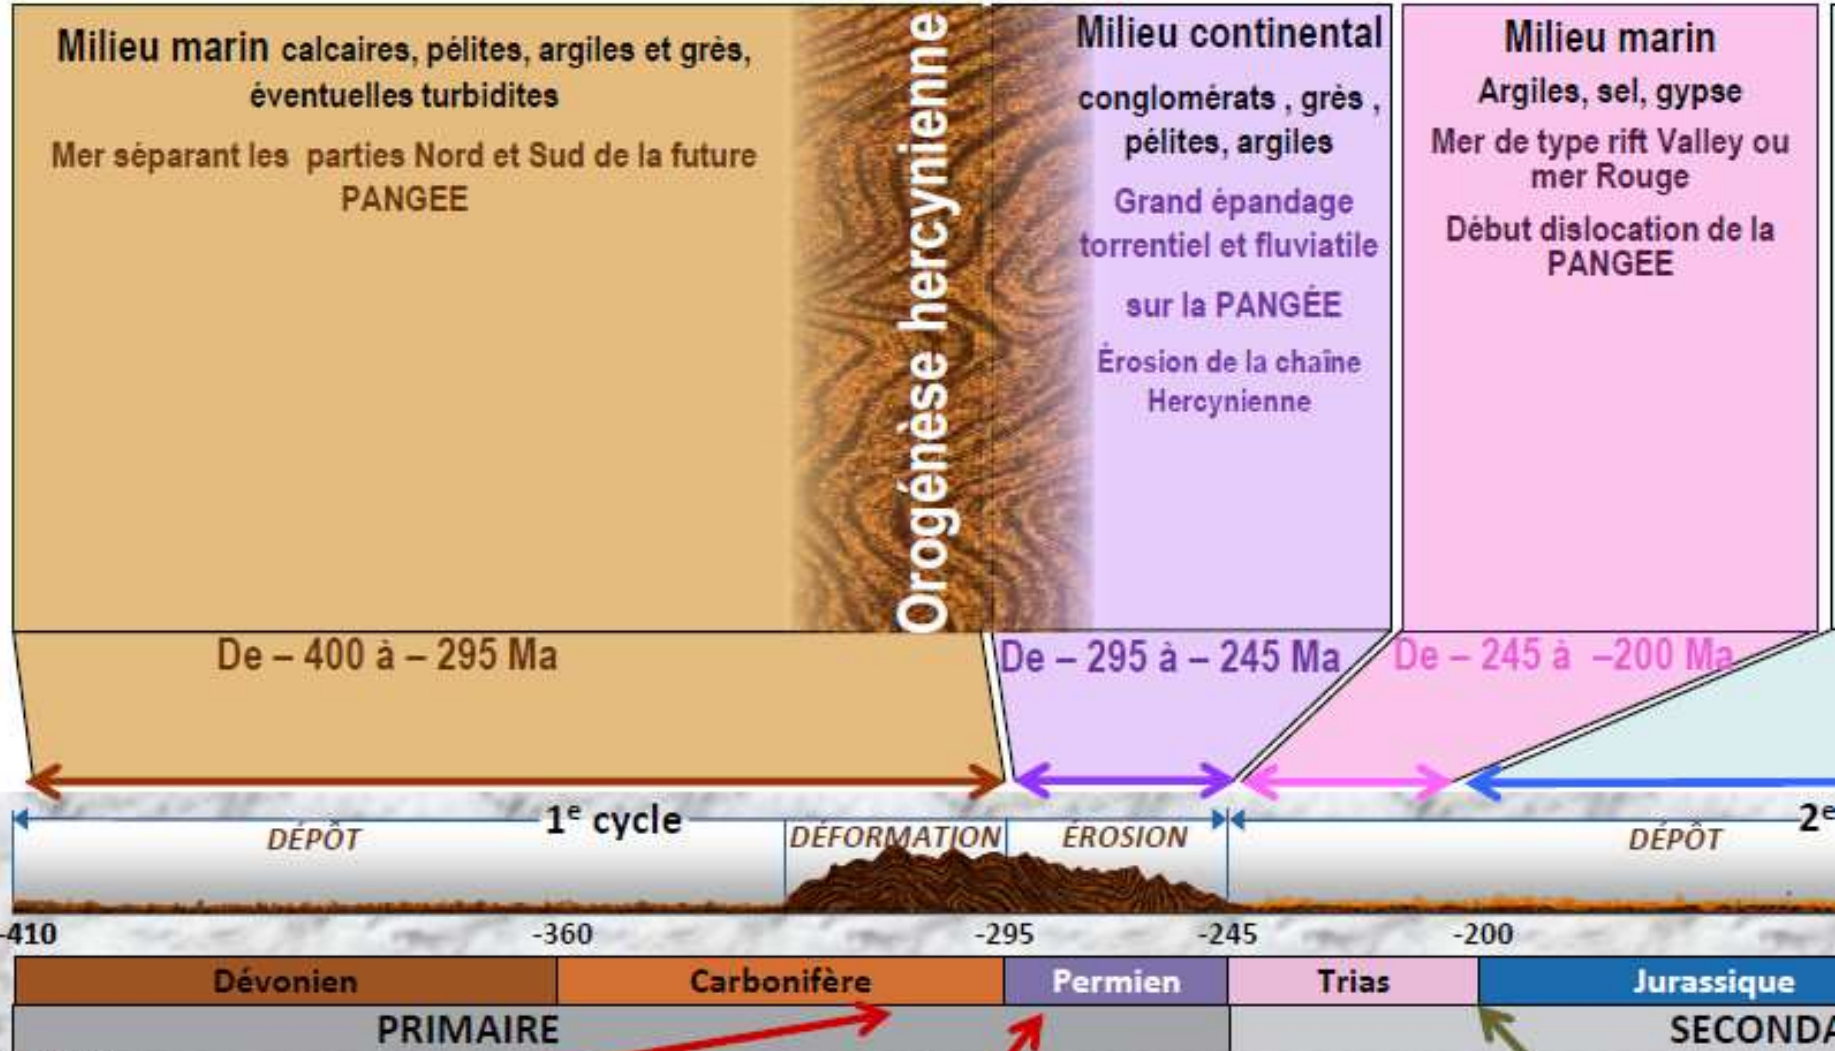 Milieu marin calcaires, pélites, argiles et grès,
éventuelles turbidites
Mer séparant les parties Nord et Sud de la future
PANGEE
Orogénèse hercynienne
Milieu continental
conglomérats , grès ,
pélites, argiles
Grand épandage
torrentiel et fluviatile
sur la PANGÉE
Érosion de la chaîne
Hercynienne
Milieu marin
Argiles, sel, gypse
Mer de type rift Valley ou
mer Rouge
Début dislocation de la
PANGEE
De – 400 à – 295 Ma
De – 295 à – 245 Ma
De – 245 à –200 Ma
1e cycle
2e
DÉPÔT
DÉFORMATION
ÉROSION
DÉPÔT
-410
-360
-295
-245
-200
Dévonien
Carbonifère
Permien
Trias
Jurassique
PRIMAIRE
SECONDA